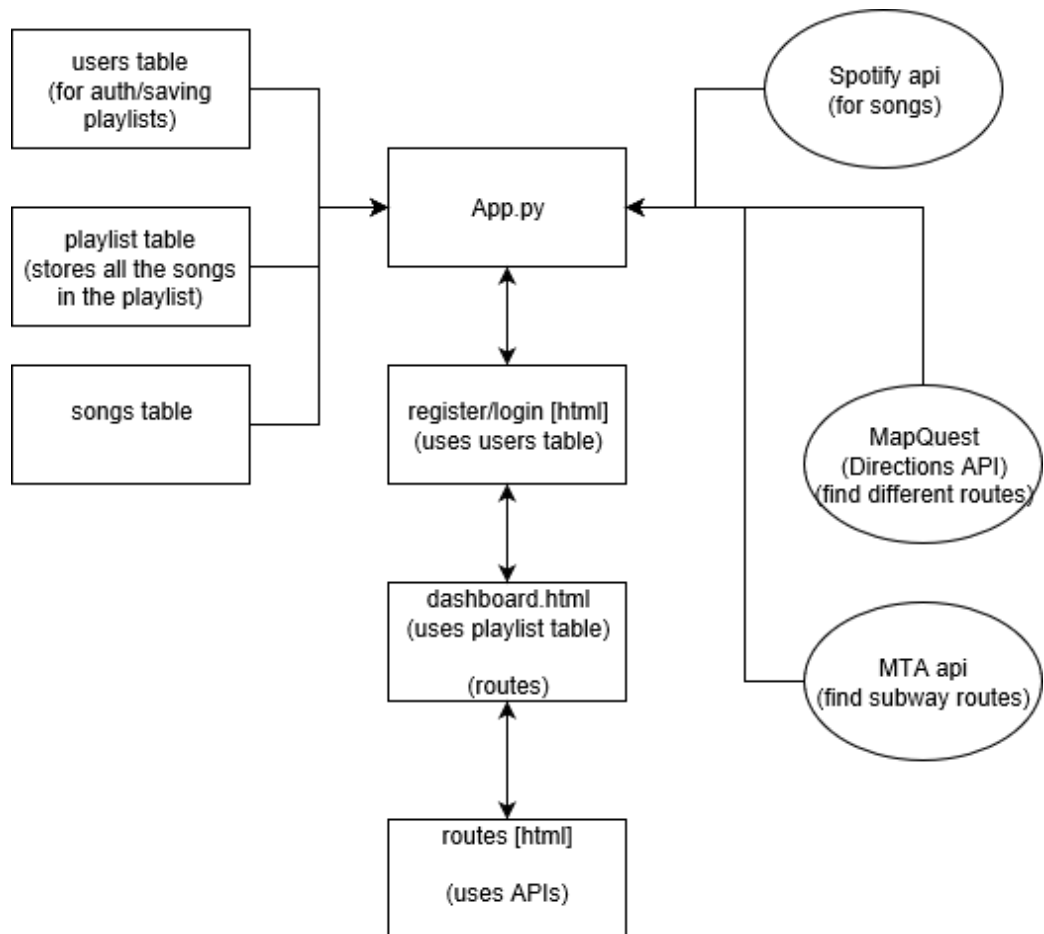 users table
(for auth/saving
playlists)
Spotify api
(for songs)
App.py
playlist table
(stores all the songs
in the playlist)
songs table
register/login [html]
(uses users table)
MapQuest
(Directions API)
(find different routes)
dashboard.html
(uses playlist table)
(routes)
MTA api
(find subway routes)
routes [html]
(uses APIs)